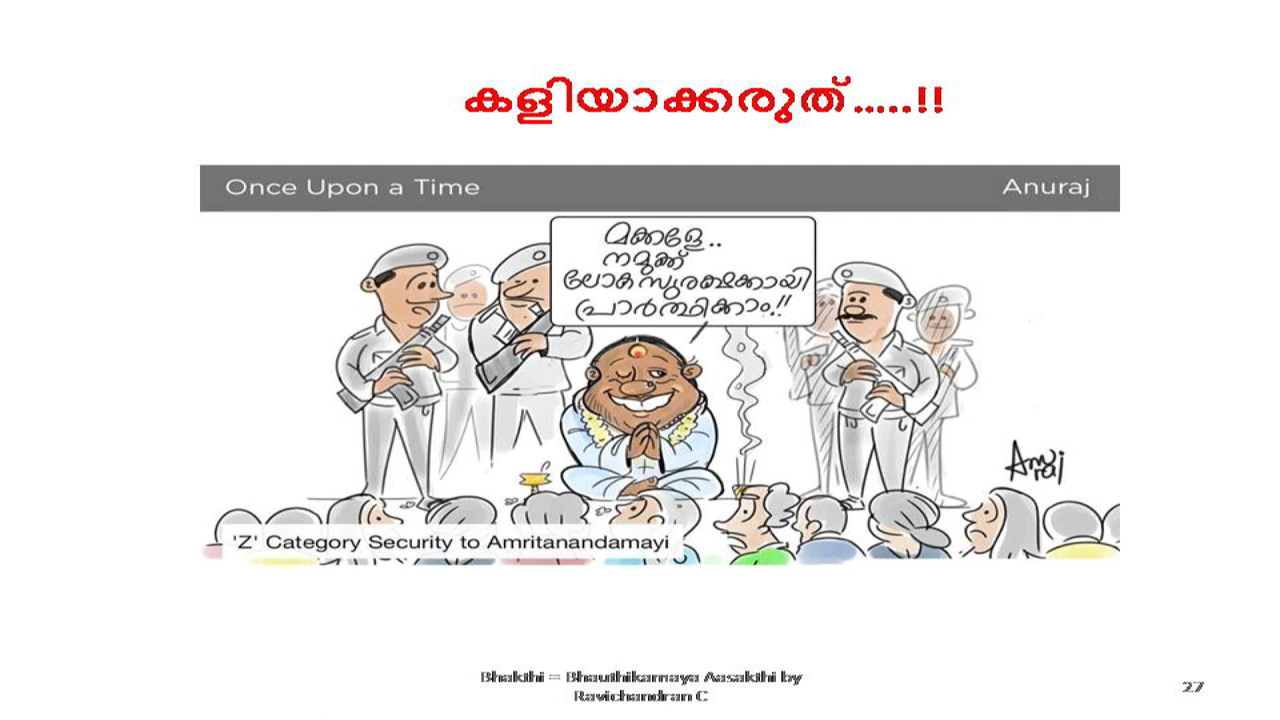 കളിയാക്കരുത്.....!!
Once Upon a Time Anuraj
മക്കളേ..
നമുക്ക്
ലോകസുരക്ഷക്കായി
പ്രാർത്ഥിക്കാം.!!
Anuraj
'Z' Category Security to Amritanandamayi
Bhakthi = Bhauthikamaya Aasakthi by
Ravichandran C
27